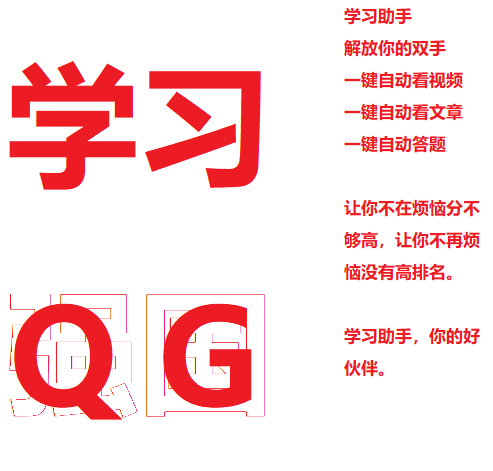 学习
强国
QG
学习助手
解放你的双手
一键自动看视频
一键自动看文章
一键自动答题
让你不在烦恼分不
够高，让你不再烦
恼没有高排名。
学习助手，你的好
伙伴。